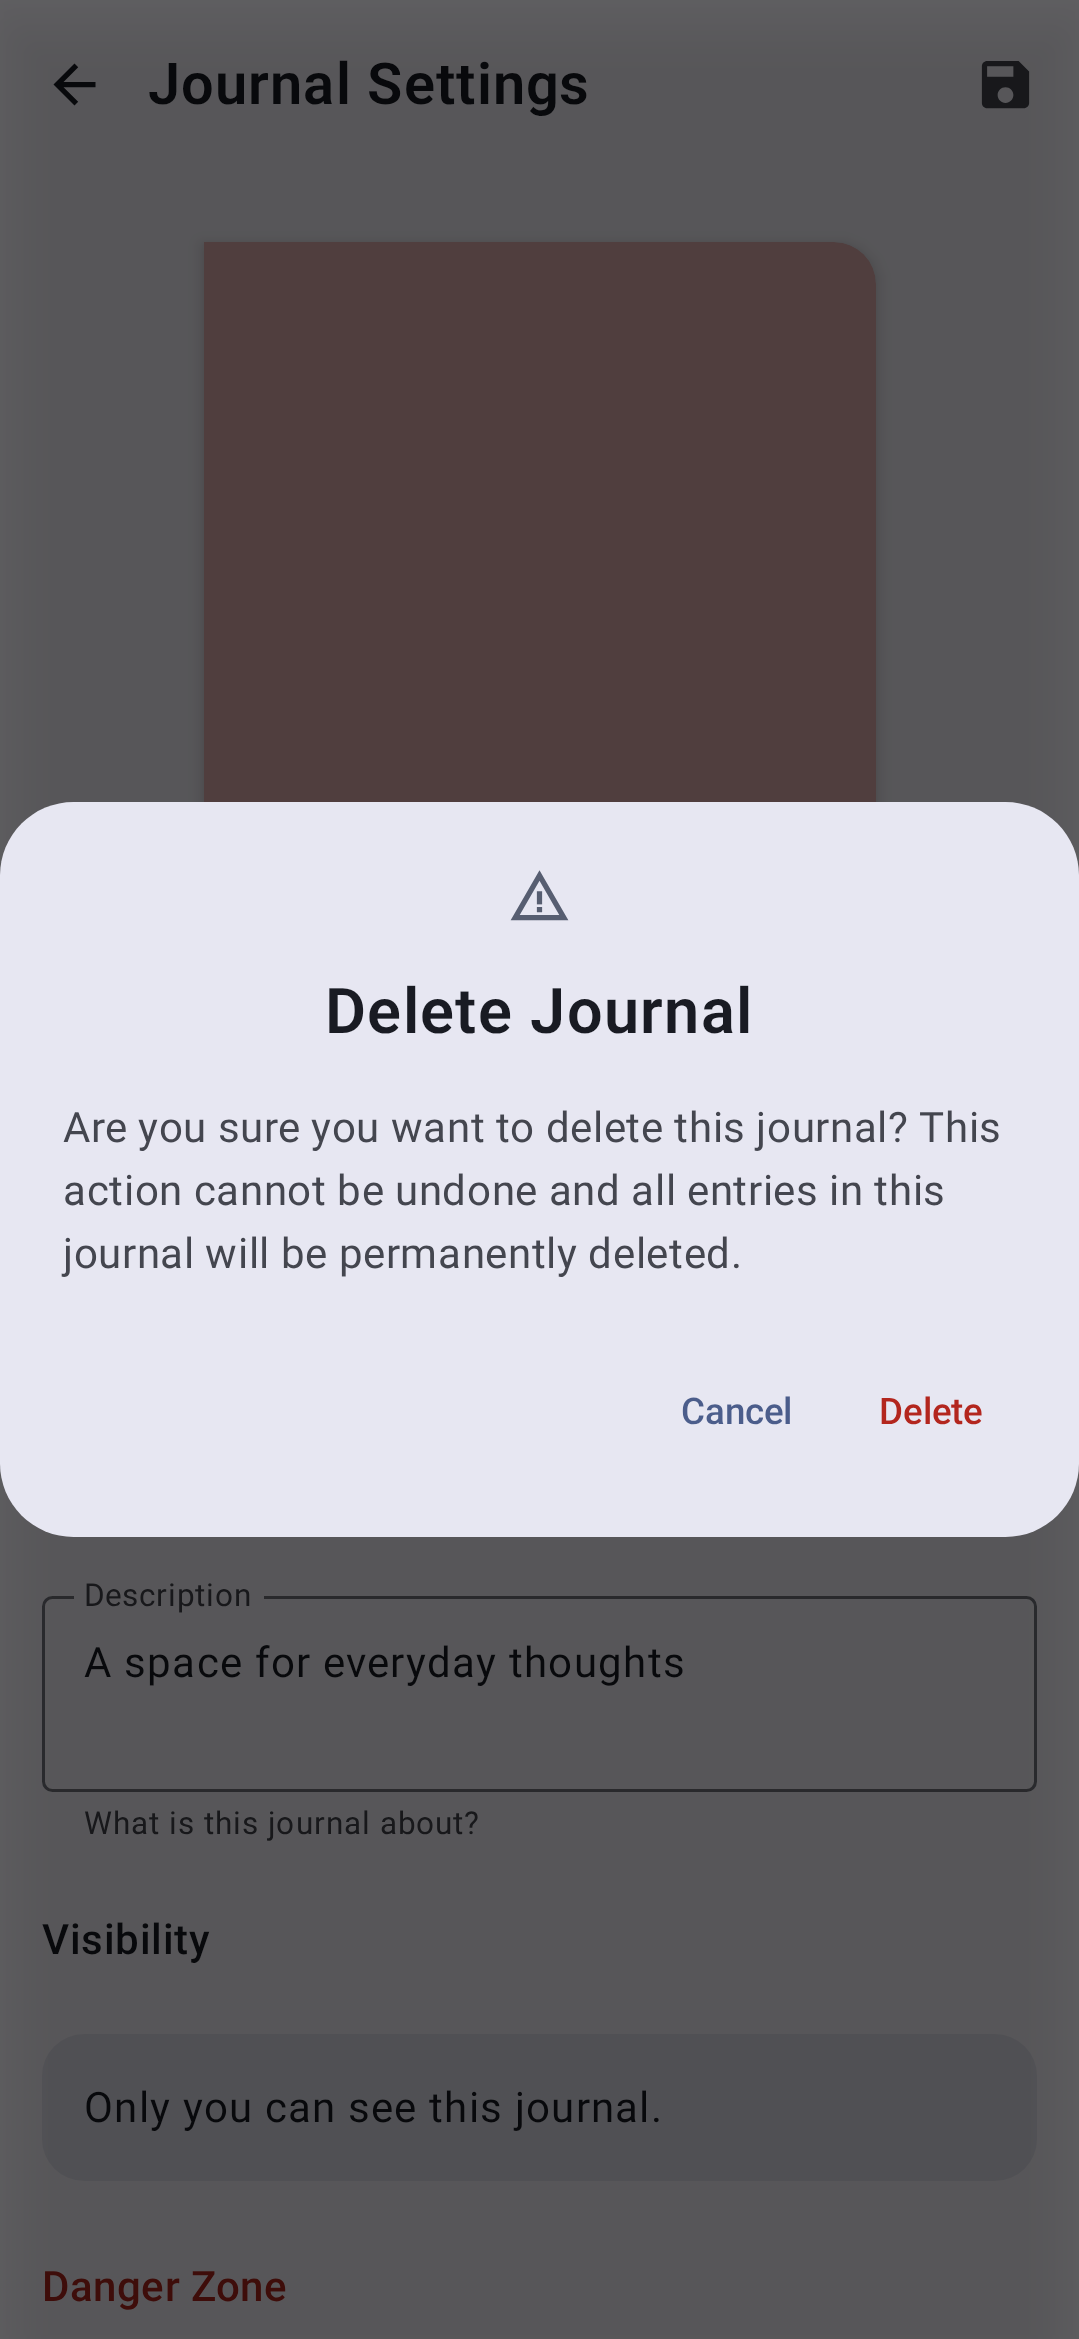 Journal Settings
Delete Journal
Are you sure you want to delete this journal? This
action cannot be undone and all entries in this
journal will be permanently deleted.
Cancel Delete
Description
A space for everyday thoughts
What is this journal about?
Visibility
Only you can see this journal.
Danger Zone